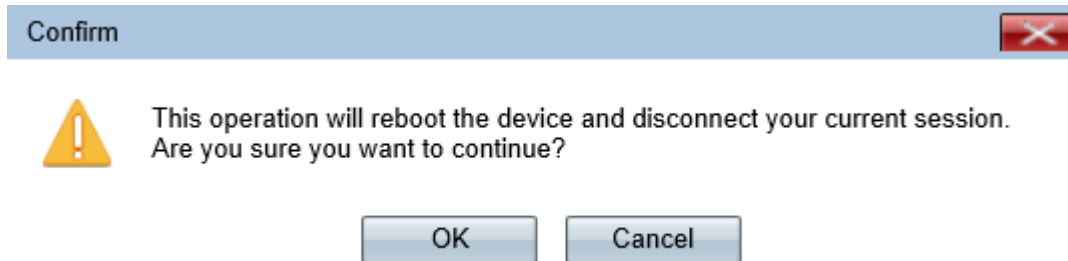 Confirm
This operation will reboot the device and disconnect your current session.
Are you sure you want to continue?
OK
Cancel